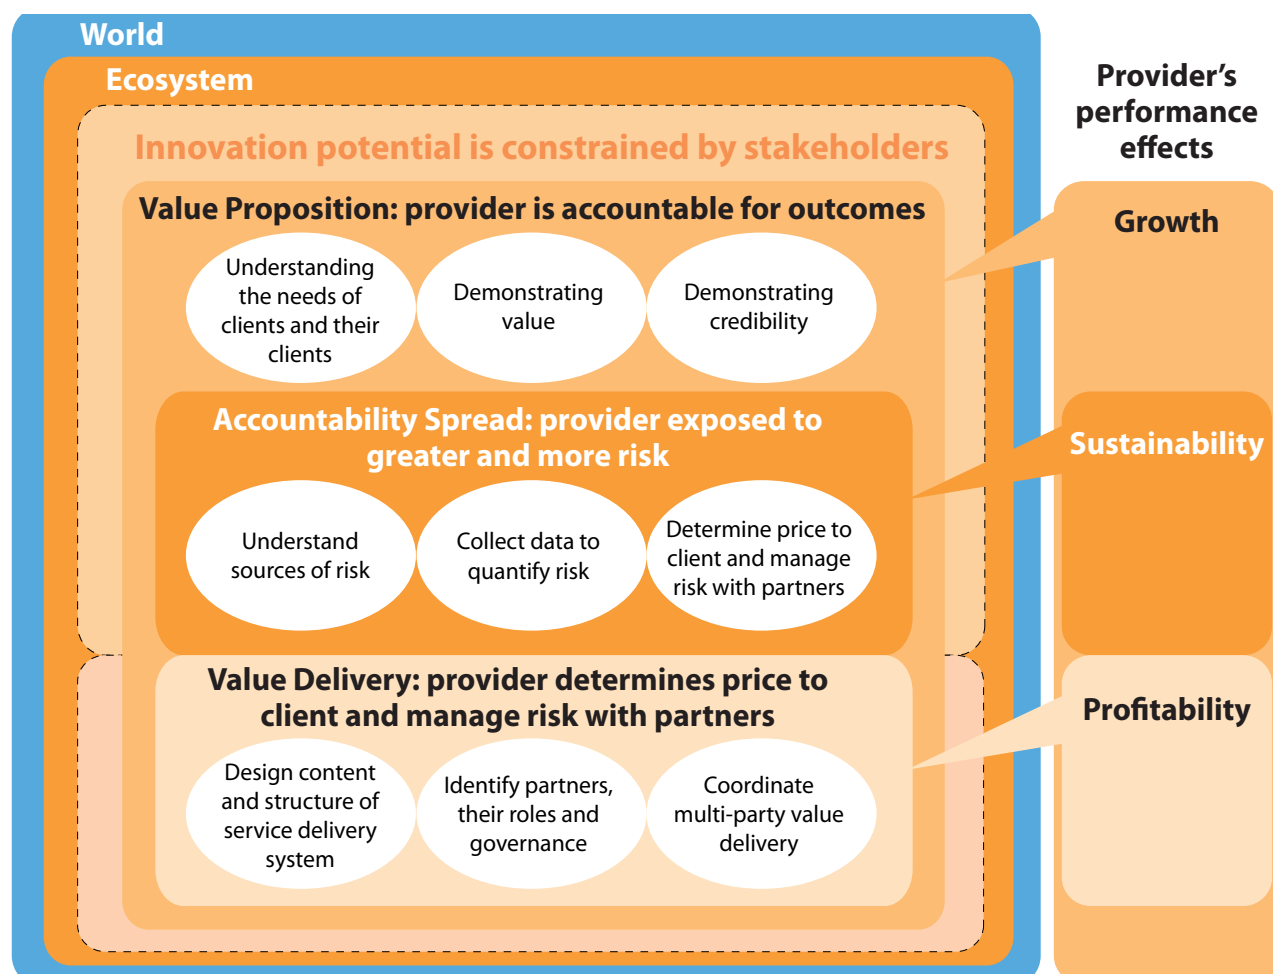 World
Ecosystem
Provider’s
performance
effects
Innovation potential is constrained by stakeholders
Value Proposition: provider is accountable for outcomes
Growth
Understanding
the needs of
clients and their
clients
Demonstrating
value
Demonstrating
credibility
Accountability Spread: provider exposed to
greater and more risk
Sustainability
Understand
sources of risk
Collect data to
quantify risk
Determine price to
client and manage
risk with partners
Value Delivery: provider determines price to
client and manage risk with partners
Profitability
Design content
and structure of
service delivery
system
Identify partners,
their roles and
governance
Coordinate
multi-party value
delivery